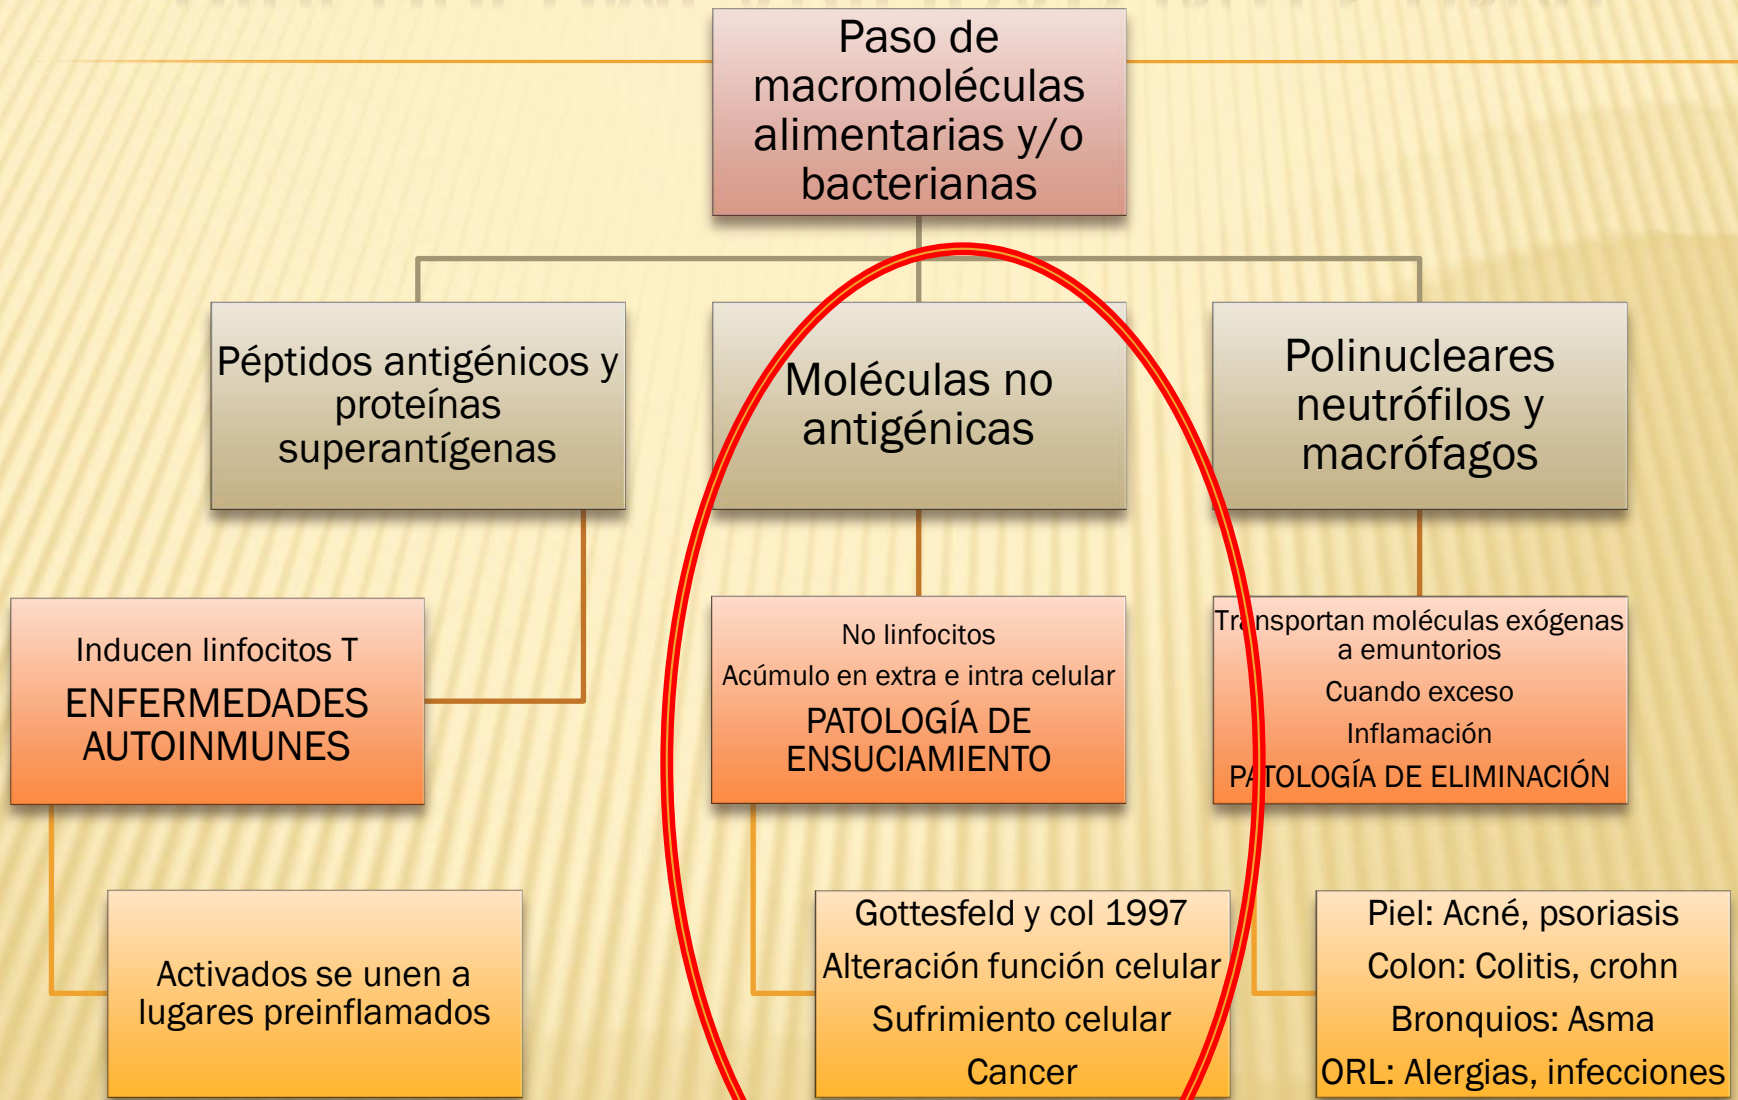 Paso de
macromoléculas
alimentarias y/o
bacterianas
Péptidos antigénicos y
proteínas
superantígenas
Moléculas no
antigénicas
Polinucleares
neutrófilos y
macrófagos
Inducen linfocitos T
ENFERMEDADES
AUTOINMUNES
No linfocitos
Acúmulo en extra e intra celular
PATOLOGÍA DE
ENSUCIAMIENTO
Transportan moléculas exógenas
a emuntorios
Cuando exceso
Inflamación
PATOLOGÍA DE ELIMINACIÓN
Activados se unen a
lugares preinflamados
Gottesfeld y col 1997
Alteración función celular
Sufrimiento celular
Cancer
Piel: Acné, psoriasis
Colon: Colitis, crohn
Bronquios: Asma
ORL: Alergias, infecciones